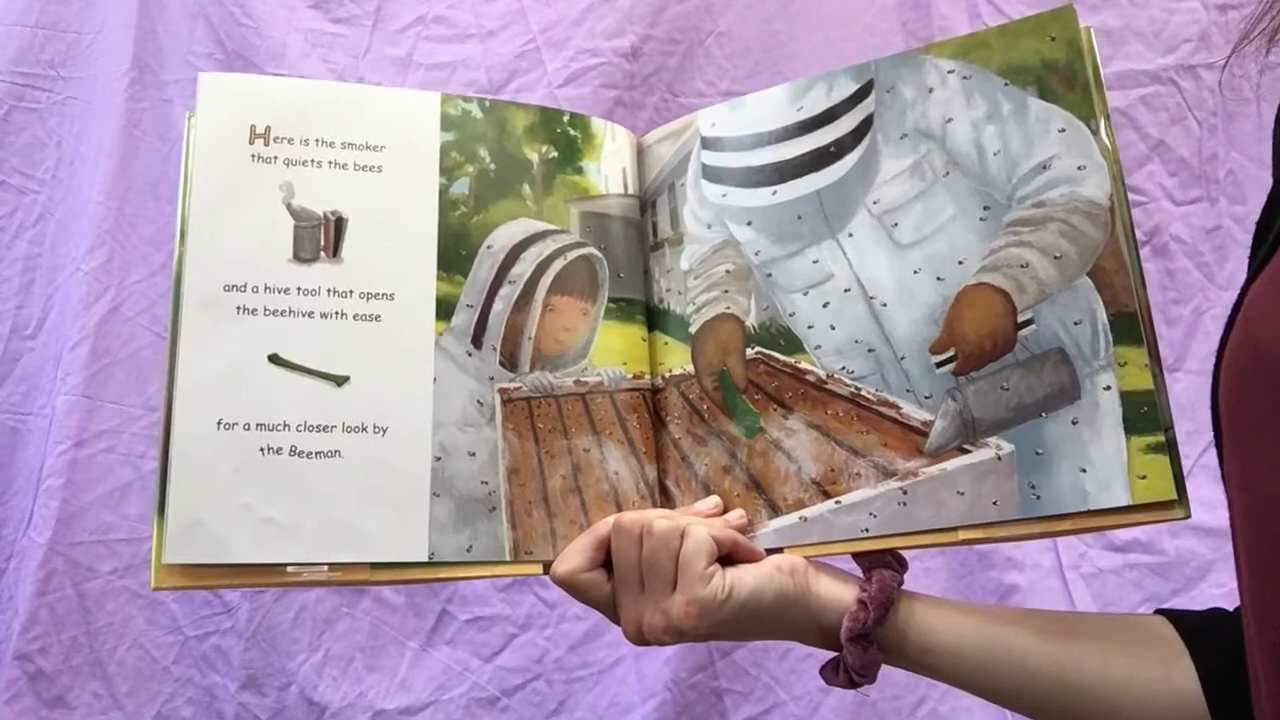 Here is the smoker
that quiets the bees
and a hive tool that opens
the beehive with ease
for a much closer look by
the Beeman.